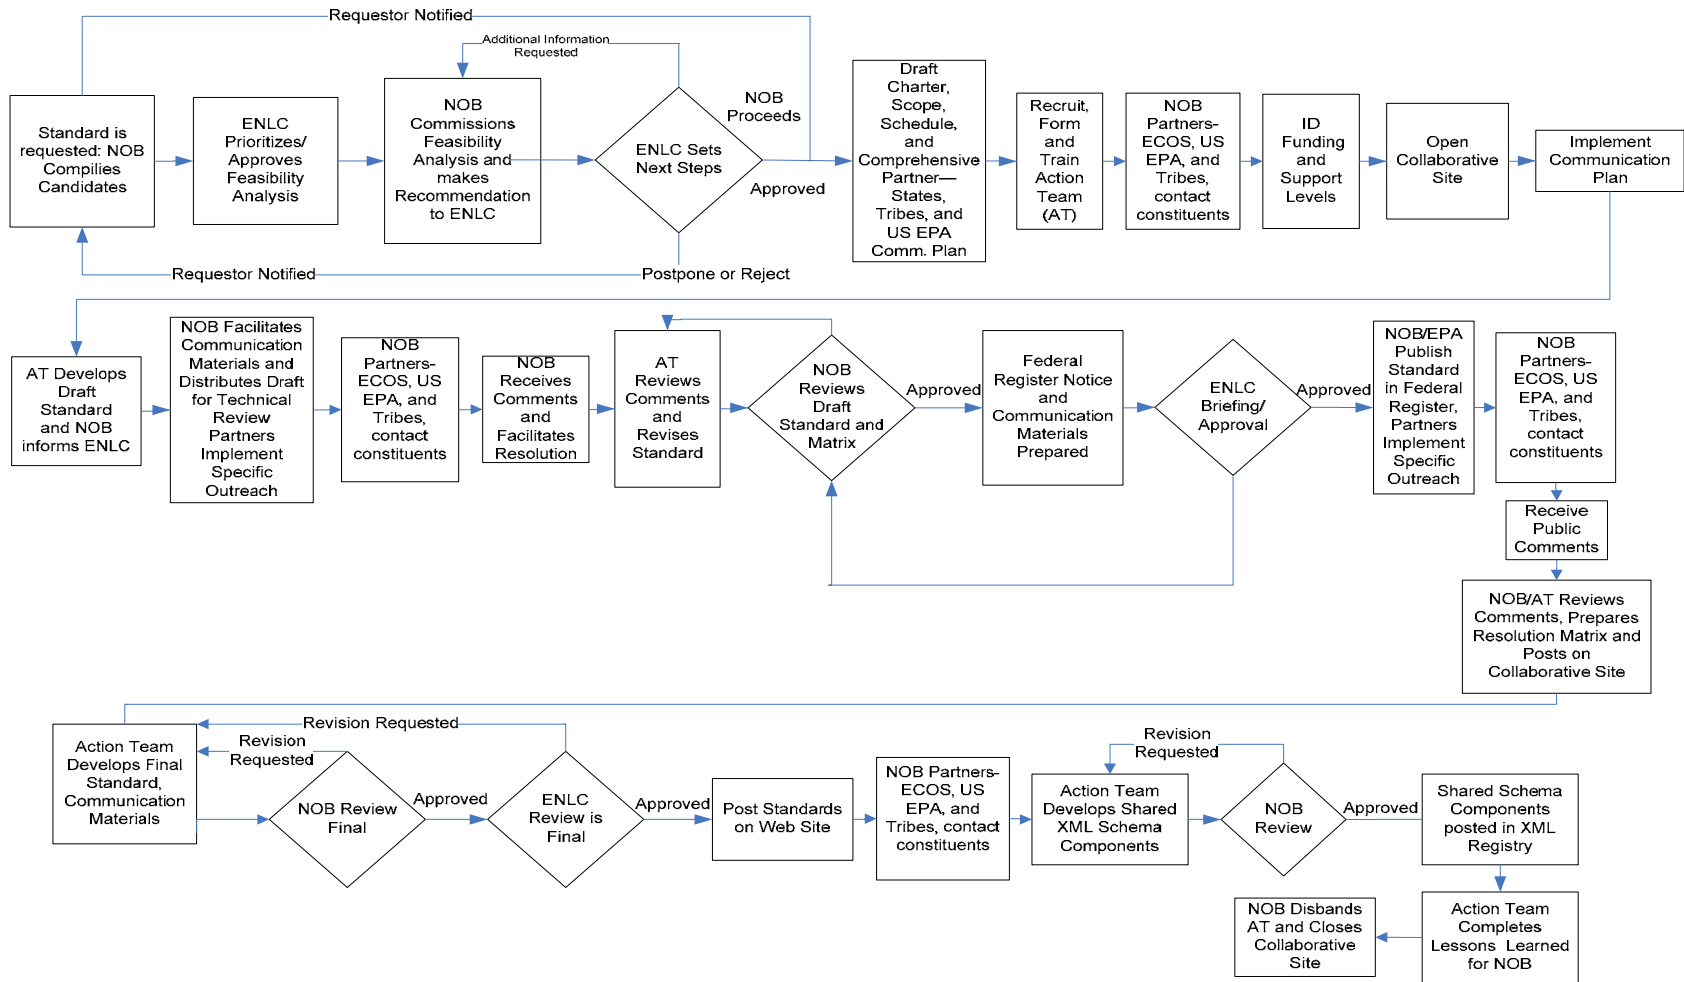 Requestor Notified
Additional Information
Requested
Standard is
requested: NOB
Compilies
Candidates
ENLC
Prioritizes/
Approves
Feasibility
Analysis
NOB
Commissions
Feasibility
Analysis and
makes
Recommendation
to ENLC
ENLC Sets
Next Steps
NOB
Proceeds
Approved
Draft
Charter,
Scope,
Schedule,
and
Comprehensive
Partner—
States,
Tribes, and
US EPA
Comm. Plan
Recruit,
Form
and
Train
Action
Team
(AT)
NOB
Partners-
ECOS, US
EPA, and
Tribes,
contact
constituents
ID
Funding
and
Support
Levels
Open
Collaborative
Site
Implement
Communication
Plan
Requestor Notified
Postpone or Reject
AT Develops
Draft
Standard
and NOB
informs ENLC
NOB Facilitates
Communication
Materials and
Distributes Draft
for Technical
Review
Partners
Implement
Specific
Outreach
NOB
Partners-
ECOS, US
EPA, and
Tribes,
contact
constituents
NOB
Receives
Comments
and
Facilitates
Resolution
AT
Reviews
Comments
and
Revises
Standard
NOB
Reviews
Draft
Standard and
Matrix
Approved
Federal
Register Notice
and
Communication
Materials
Prepared
ENLC
Briefing/
Approval
Approved
NOB/EPA
Publish
Standard
in Federal
Register,
Partners
Implement
Specific
Outreach
NOB
Partners-
ECOS, US
EPA, and
Tribes,
contact
constituents
Receive
Public
Comments
NOB/AT Reviews
Comments, Prepares
Resolution Matrix and
Posts on
Collaborative Site
Revision Requested
Revision
Requested
Action Team
Develops Final
Standard,
Communication
Materials
NOB Review
Final
Approved
ENLC
Review is
Final
Approved
Post Standards
on Web Site
NOB Partners-
ECOS, US
EPA, and
Tribes, contact
constituents
Revision
Requested
Action Team
Develops Shared
XML Schema
Components
NOB
Review
Approved
Shared Schema
Components
posted in XML
Registry
Action Team
Completes
Lessons Learned
for NOB
NOB Disbands
AT and Closes
Collaborative
Site